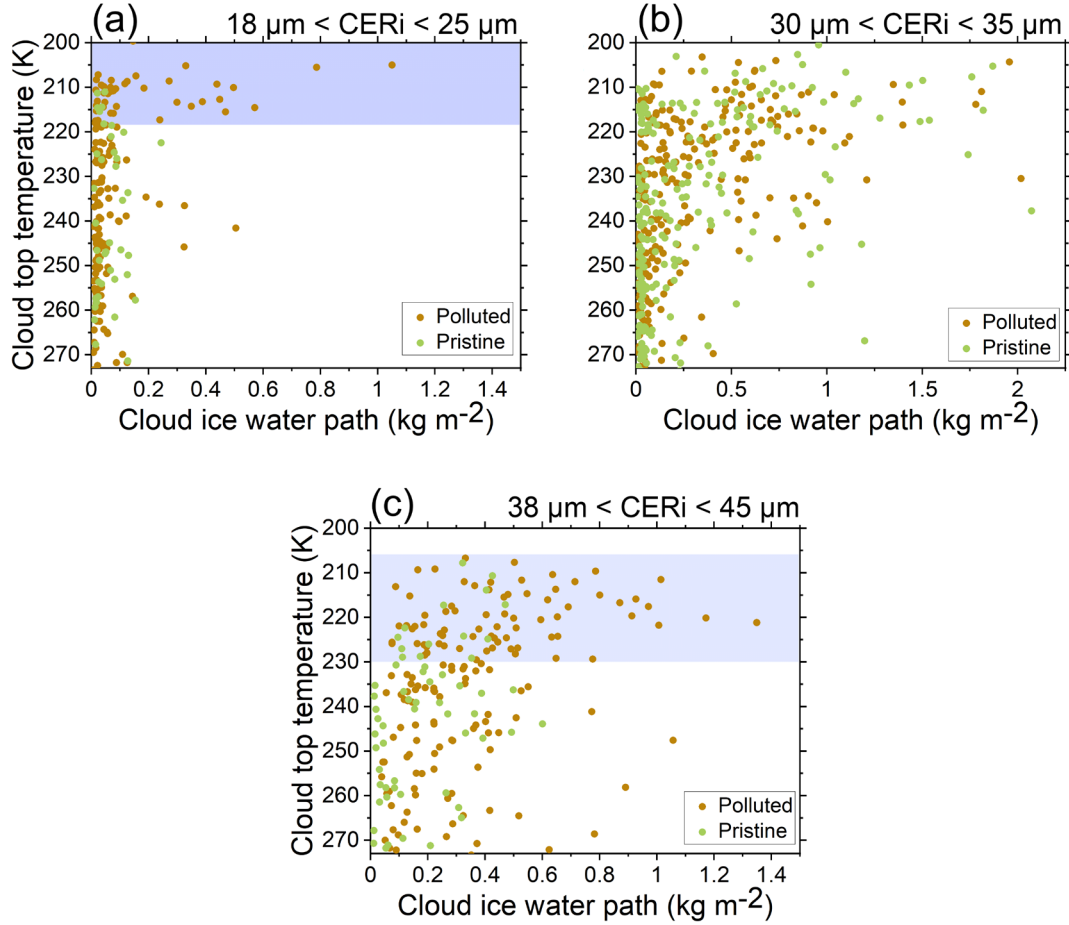 (a)
18 µm < CERi < 25 µm
Cloud top temperature (K)
200
210
220
230
240
250
260
270
Polluted
Pristine
0 0.2 0.4 0.6 0.8 1 1.2 1.4
Cloud ice water path (kg m-2)
(b)
30 µm < CERi < 35 µm
Cloud top temperature (K)
200
210
220
230
240
250
260
270
Polluted
Pristine
0 0.5 1 1.5 2
Cloud ice water path (kg m-2)
(c)
38 µm < CERi < 45 µm
Cloud top temperature (K)
200
210
220
230
240
250
260
270
Polluted
Pristine
0 0.2 0.4 0.6 0.8 1 1.2 1.4
Cloud ice water path (kg m-2)